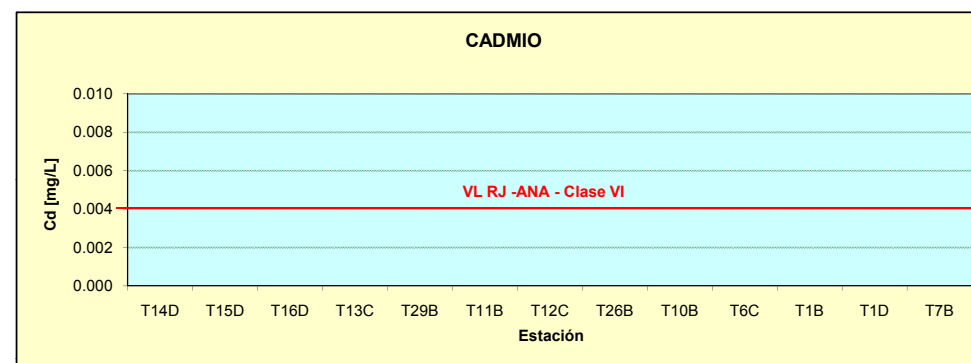 CADMIO
0.010
0.008
0.006
0.004
0.002
0.000
Cd [mg/L]
VL RJ -ANA - Clase VI
T14D T15D T16D T13C T29B T11B T12C T26B T10B T6C T1B T1D T7B
Estación